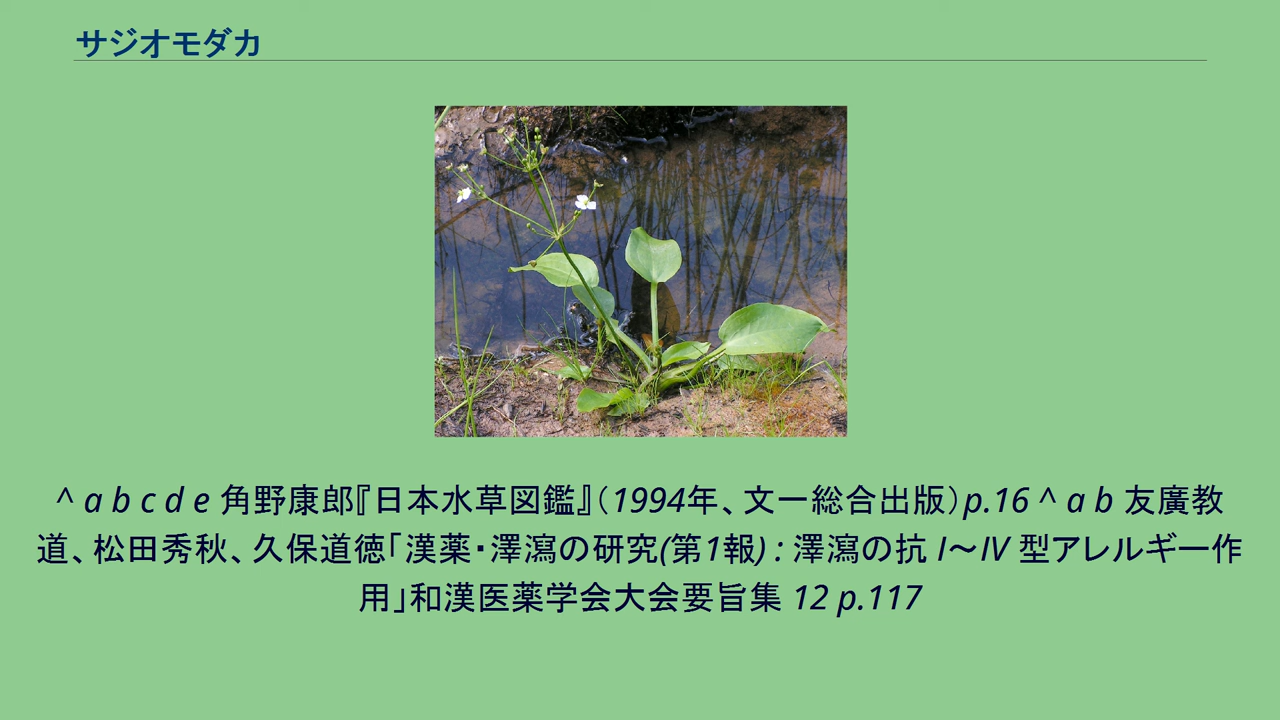 サジオモダカ
^ a b c d e 角野康郎『日本水草図鑑』（1994年、文一総合出版）p.16 ^ a b 友廣教
道、松田秀秋、久保道徳「漢薬・澤瀉の研究(第1報) : 澤瀉の抗 I〜IV 型アレルギー作
用」和漢医薬学会大会要旨集 12 p.117